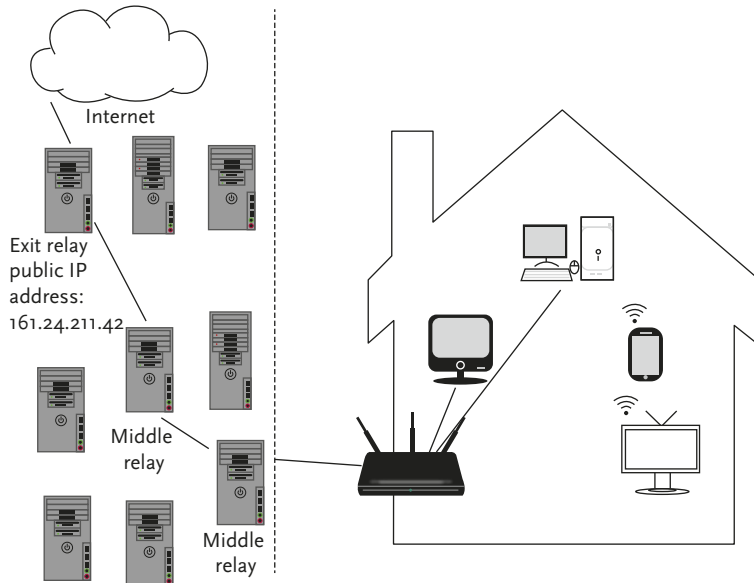 Internet
Exit relay
public IP
address:
161.24.211.42
Middle
relay
Middle
relay